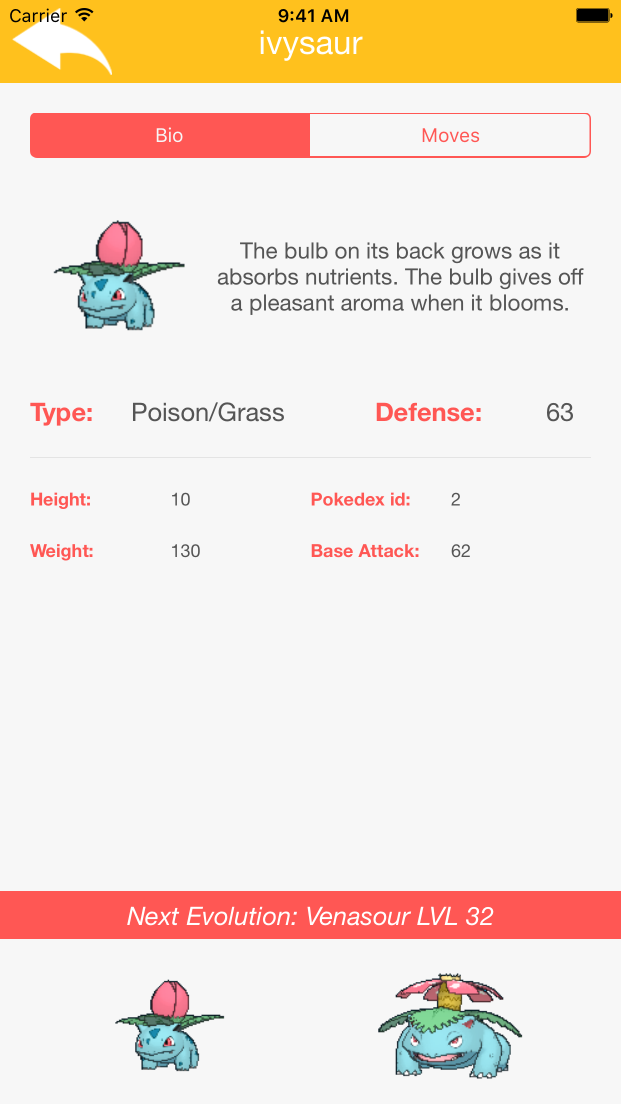 Carrier 9:41 AM
ivysaur
Bio Moves
The bulb on its back grows as it
absorbs nutrients. The bulb gives off
a pleasant aroma when it blooms.
Type: Poison/Grass Defense: 63
Height: 10 Pokedex id: 2
Weight: 130 Base Attack: 62
Next Evolution: Venasour LVL 32